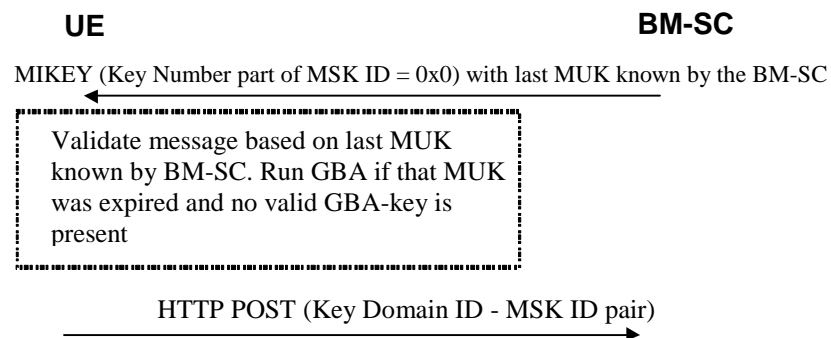 UE BM-SC
MIKEY (Key Number part of MSK ID = 0x0) with last MUK known by the BM-SC
Validate message based on last MUK
known by BM-SC. Run GBA if that MUK
was expired and no valid GBA-key is
present
HTTP POST (Key Domain ID - MSK ID pair)